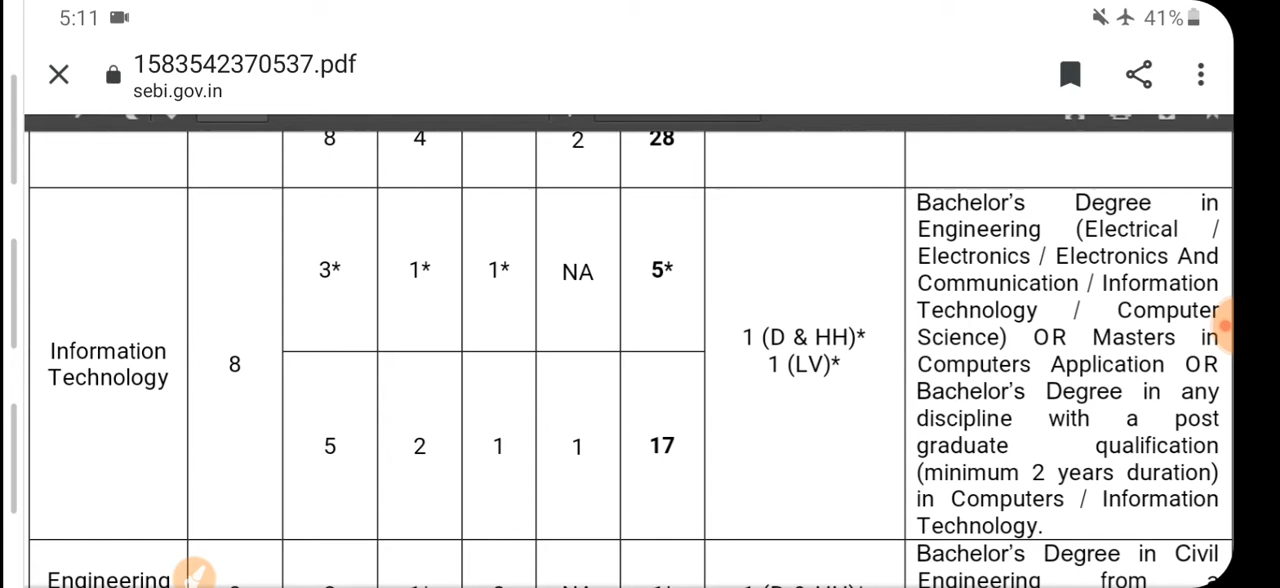 5:11 41%
1583542370537.pdf
sebi.gov.in
8 4 2 28
Bachelor's Degree in
Engineering (Electrical /
Electronics / Electronics And
Communication / Information
Technology / Computer
Science) OR Masters in
Computers Application OR
Bachelor's Degree in any
discipline with a post
graduate qualification
(minimum 2 years duration)
in Computers / Information
Technology.
3* 1* 1* NA 5*
1 (D & HH)*
1 (LV)*
Information
Technology
8
5 2 1 1 17
Bachelor's Degree in Civil
Engineering from a
Engineering